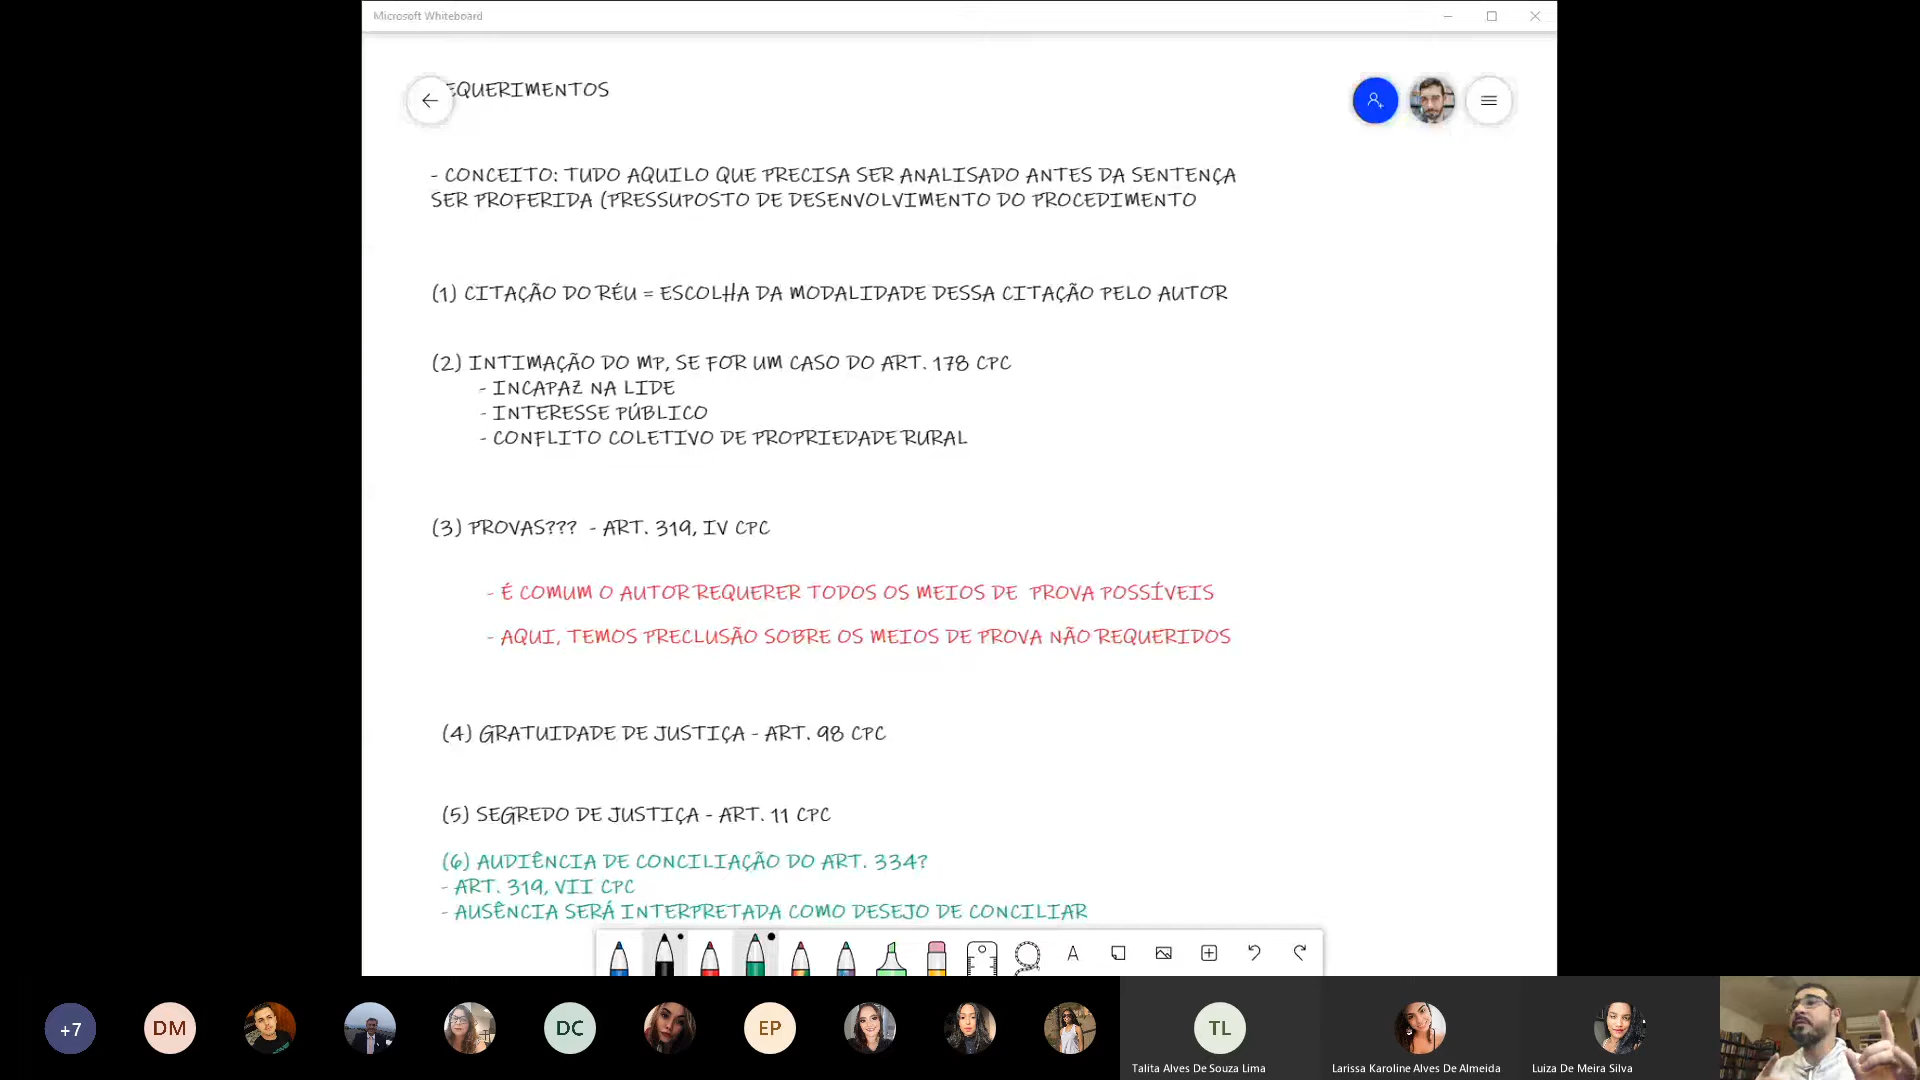 Microsoft Whiteboard
EQUERIMENTOS
- CONCEITO: TUDO AQUILO QUE PRECISA SER ANALISADO ANTES DA SENTENÇA
SER PROFERIDA (PRESSUPOSTO DE DESENVOLVIMENTO DO PROCEDIMENTO
(1) CITAÇÃO DO RÉU = ESCOLHA DA MODALIDADE DESSA CITAÇÃO PELO AUTOR
(2) INTIMAÇÃO DO MP, SE FOR UM CASO DO ART. 178 CPC
- INCAPAZ NA LIDE
- INTERESSE PÚBLICO
- CONFLITO COLETIVO DE PROPRIEDADE RURAL
(3) PROVAS??? - ART. 319, IV CPC
- É COMUM O AUTOR REQUERER TODOS OS MEIOS DE PROVA POSSÍVEIS
- AQUI, TEMOS PRECLUSÃO SOBRE OS MEIOS DE PROVA NÃO REQUERIDOS
(4) GRATUIDADE DE JUSTIÇA - ART. 98 CPC
(5) SEGREDO DE JUSTIÇA - ART. 11 CPC
(6) AUDIÊNCIA DE CONCILIAÇÃO DO ART. 334?
- ART. 319, VII CPC
- AUSÊNCIA SERÁ INTERPRETADA COMO DESEJO DE CONCILIAR
A
+7
DM
DC
EP
TL
Talita Alves De Souza Lima
Larissa Karoline Alves De Almeida
Luiza De Meira Silva